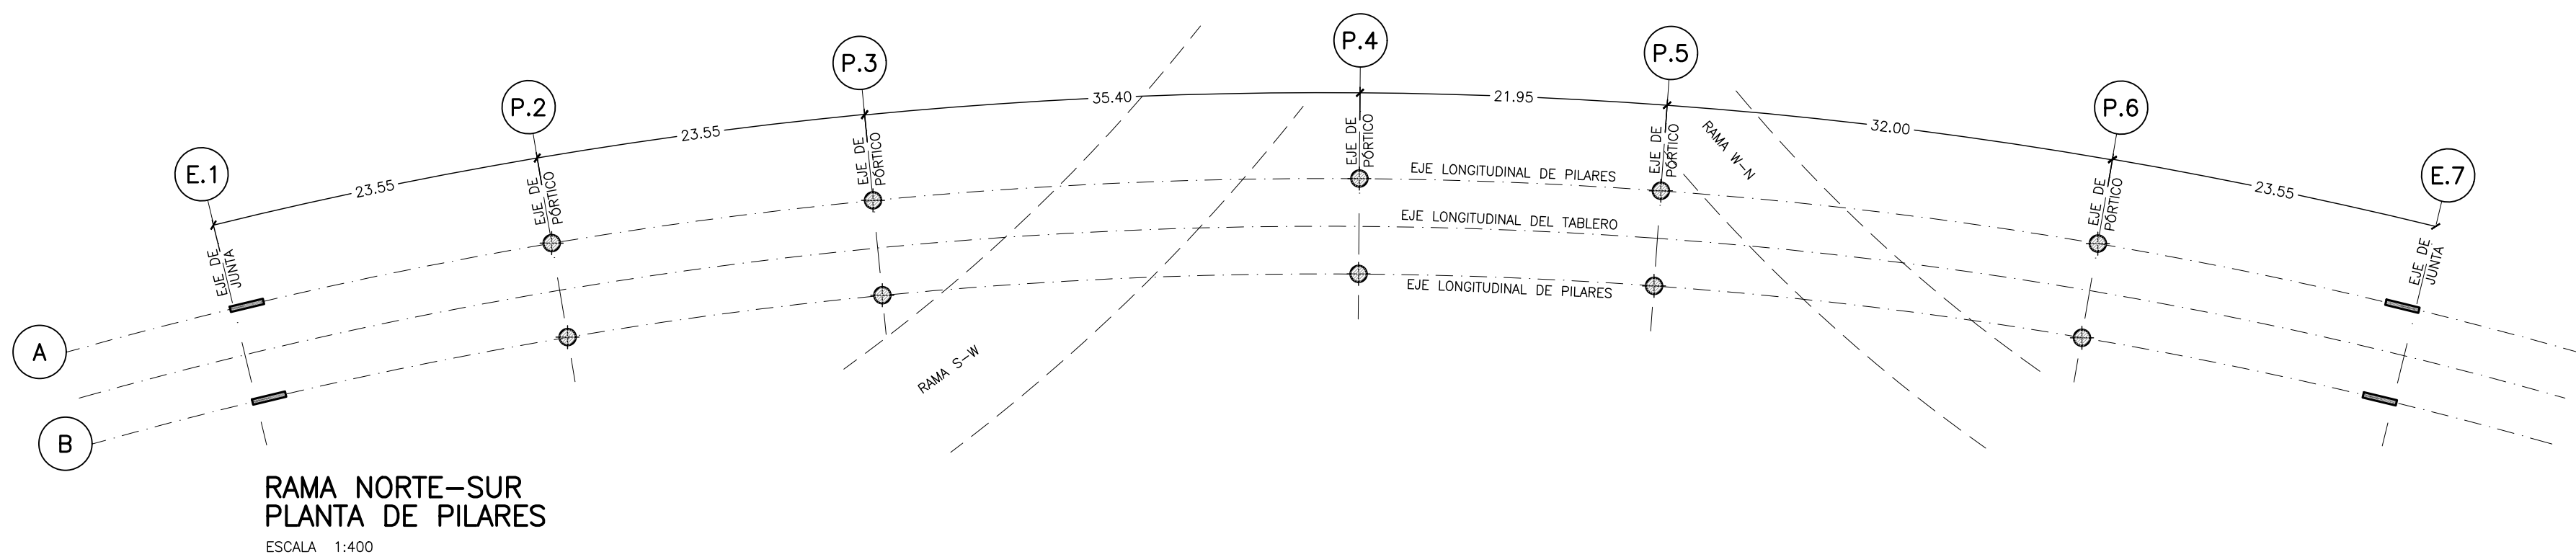 E.1
P.2
P.3
P.4
P.5
P.6
E.7
23.55
23.55
35.40
21.95
32.00
23.55
EJE DE
JUNTA
EJE DE
PÓRTICO
EJE DE
PÓRTICO
EJE DE
PÓRTICO
EJE DE
PÓRTICO
EJE DE
PÓRTICO
EJE DE
JUNTA
RAMA W-N
EJE LONGITUDINAL DE PILARES
EJE LONGITUDINAL DEL TABLERO
EJE LONGITUDINAL DE PILARES
A
B
RAMA S-W
RAMA NORTE-SUR
PLANTA DE PILARES
ESCALA 1:400